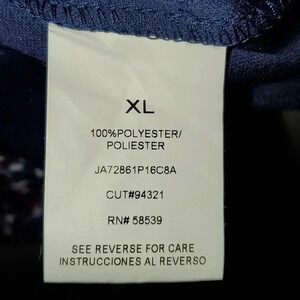 XL
100%POLYESTER/
POLIESTER
JA72861P16C8A
CUT#94321
RN# 58539
SEE REVERSE FOR CARE
INSTRUCCIONES AL REVERSO